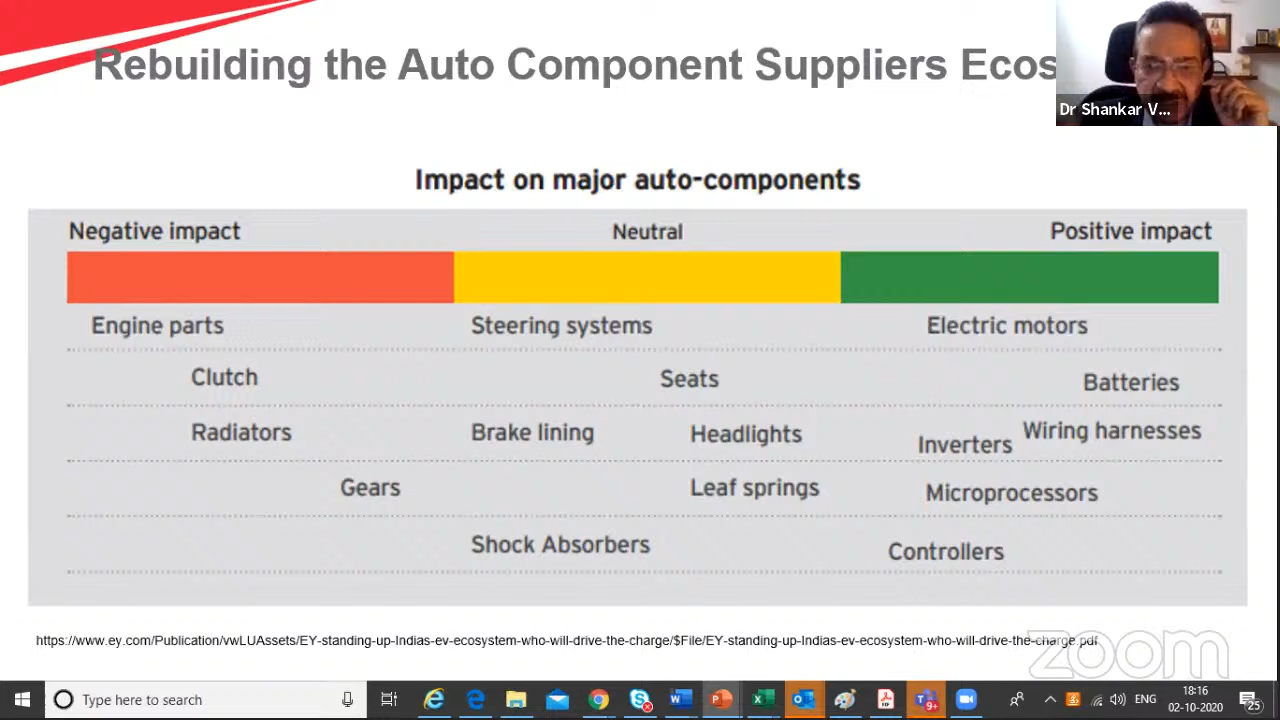 Rebuilding the Auto Component Suppliers Ecos
Dr Shankar V...
Impact on major auto-components
Negative impact Neutral Positive impact
Engine parts Steering systems Electric motors
Clutch Seats Batteries
Radiators Brake lining Headlights Inverters Wiring harnesses
Gears Leaf springs Microprocessors
Shock Absorbers Controllers
https://www.ey.com/Publication/vwLUAssets/EY-standing-up-Indias-ev-ecosystem-who-will-drive-the-charge/$File/EY-standing-up-Indias-ev-ecosystem-who-will-drive-the-charge.pdf
zoom
Type here to search 9+ ENG 18:16
02-10-2020 25